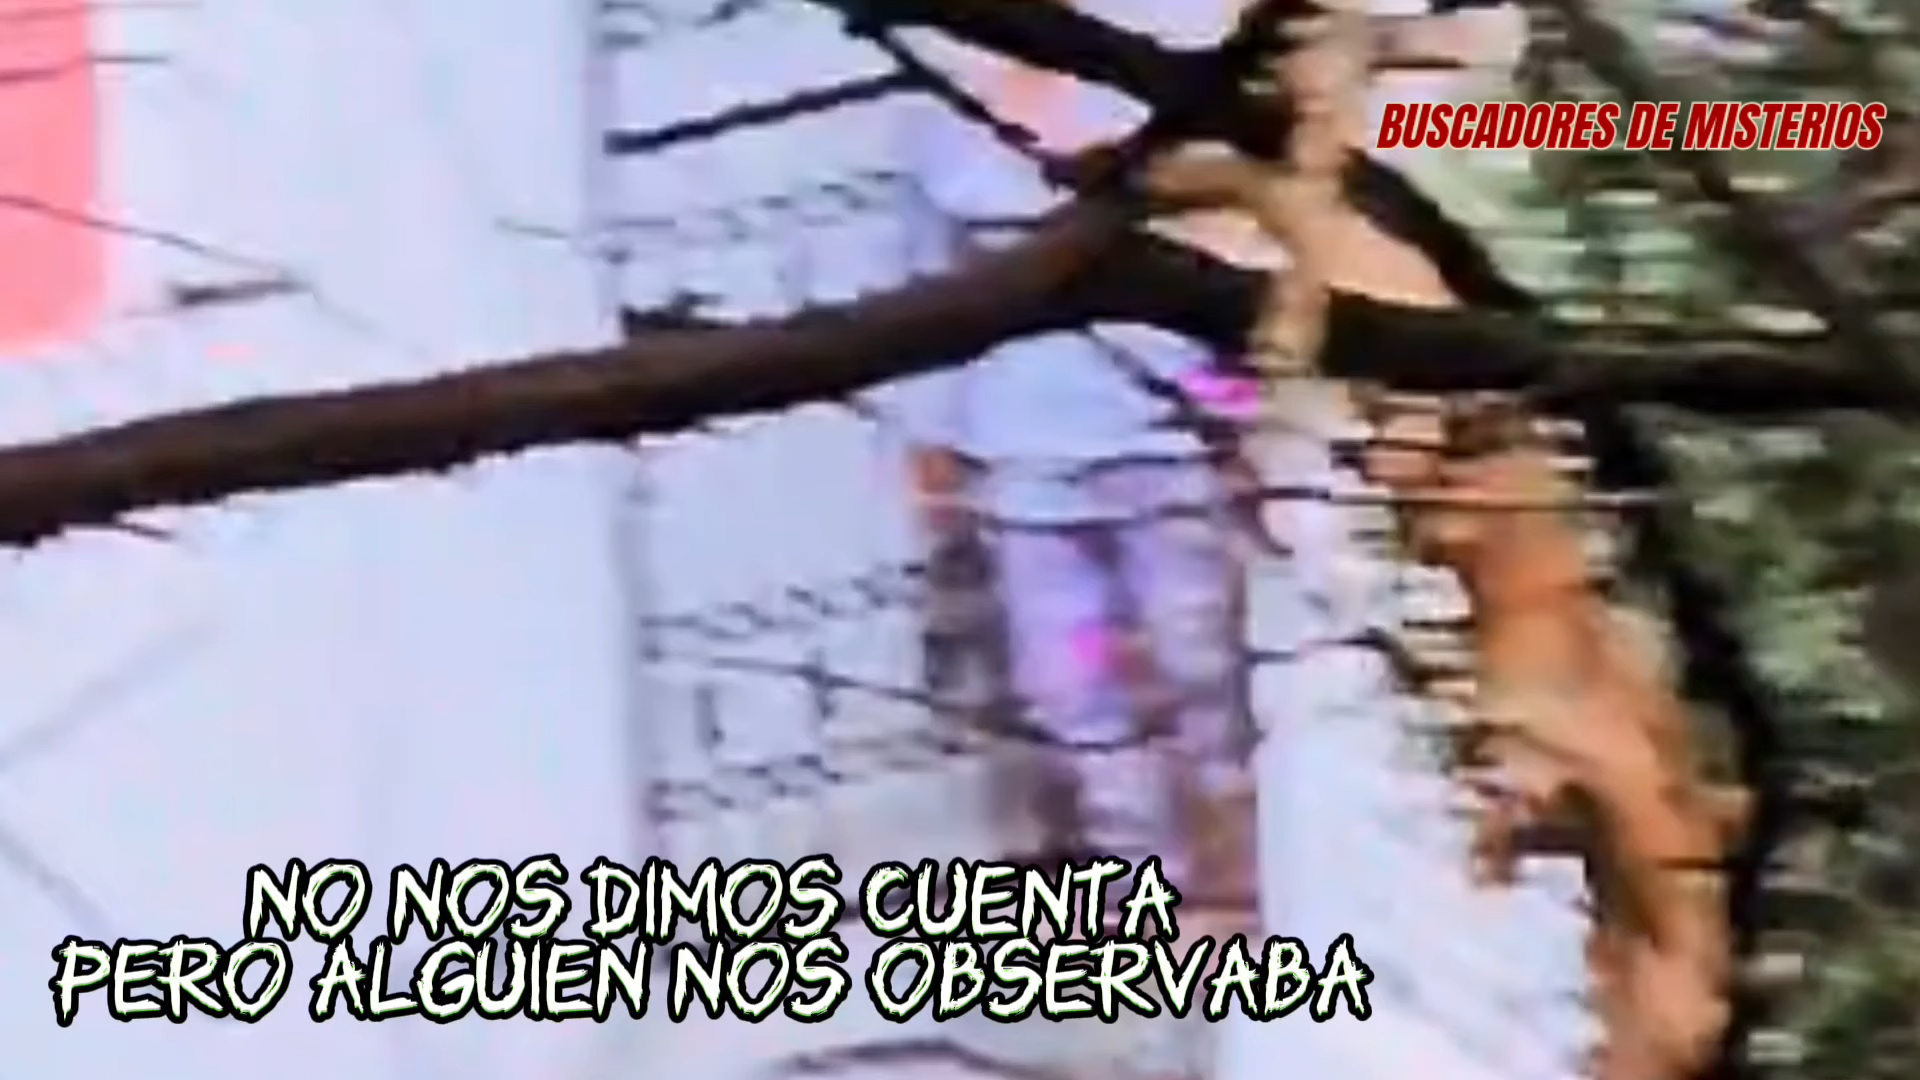 BUSCADORES DE MISTERIOS
NO NOS DIMOS CUENTA
PERO ALGUIEN NOS OBSERVABA